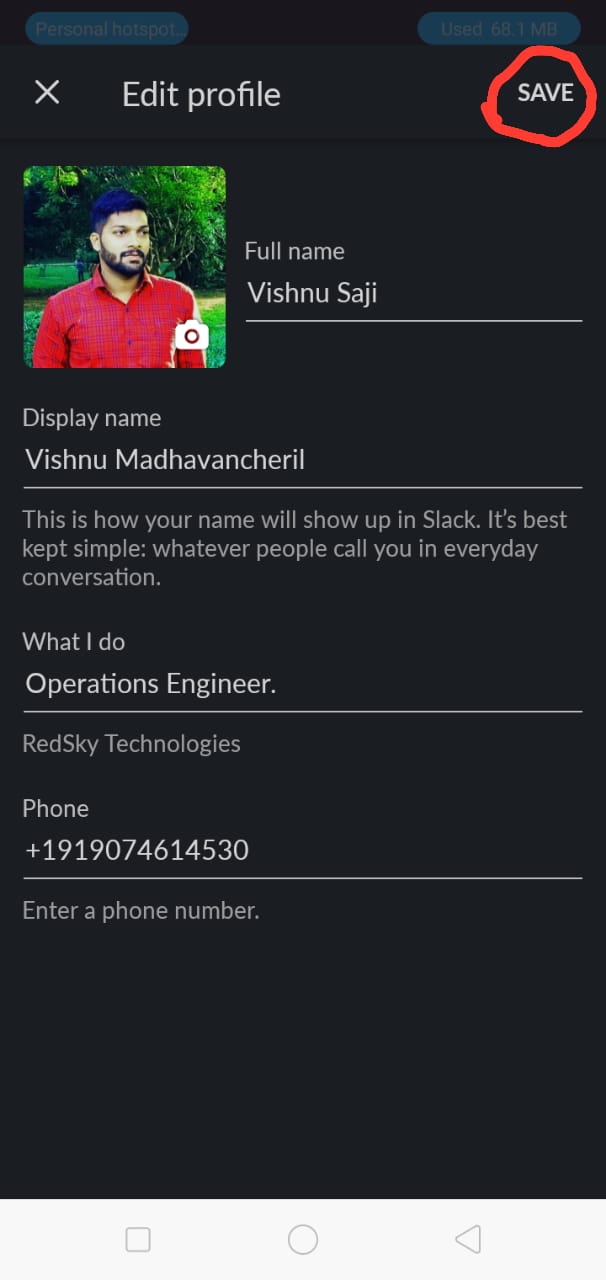 Personal hotspot...
Used 68.1 MB
Edit profile
SAVE
Full name
Vishnu Saji
Display name
Vishnu Madhavancheril
This is how your name will show up in Slack. It’s best
kept simple: whatever people call you in everyday
conversation.
What I do
Operations Engineer.
RedSky Technologies
Phone
+1919074614530
Enter a phone number.